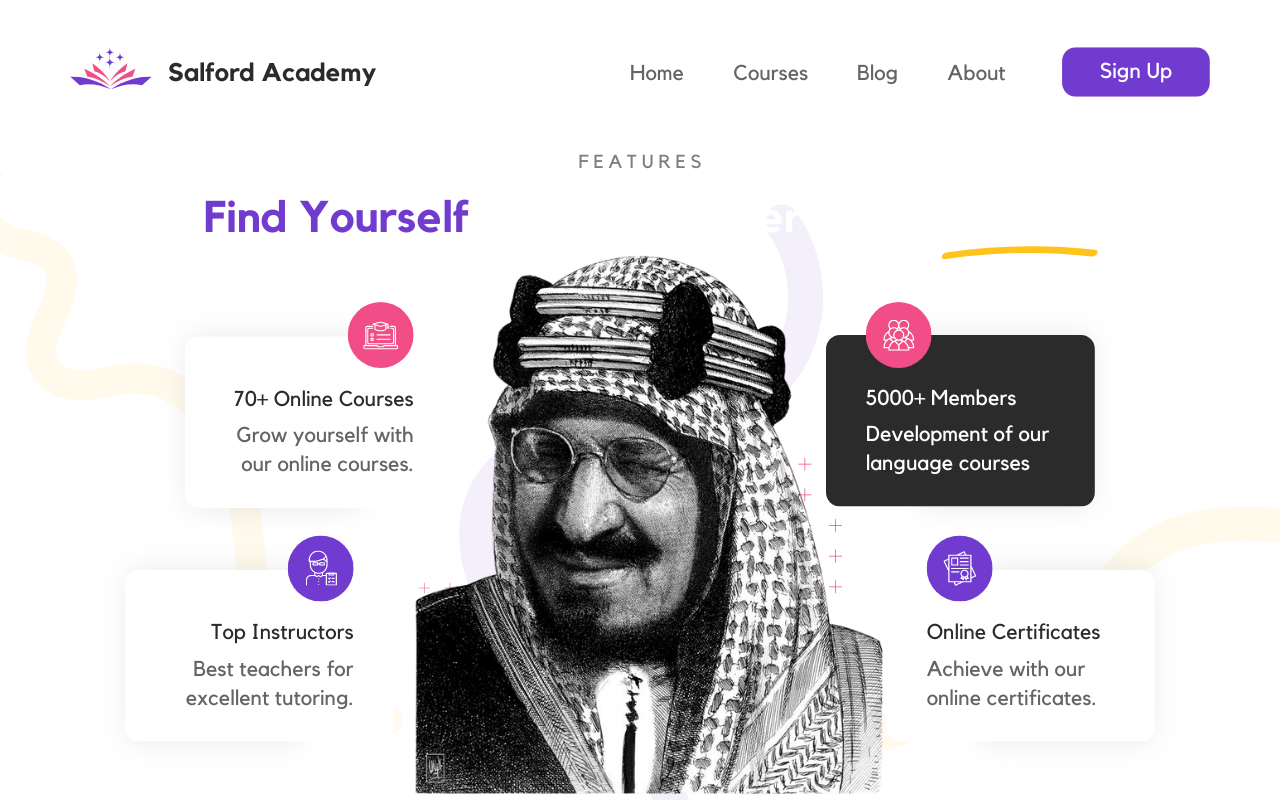 Salford Academy
Home
Courses
Blog
About
Sign Up
FEATURES
Find Yourself
70+ Online Courses
Grow yourself with
our online courses.
5000+ Members
Development of our
language courses
Top Instructors
Best teachers for
excellent tutoring.
Online Certificates
Achieve with our
online certificates.